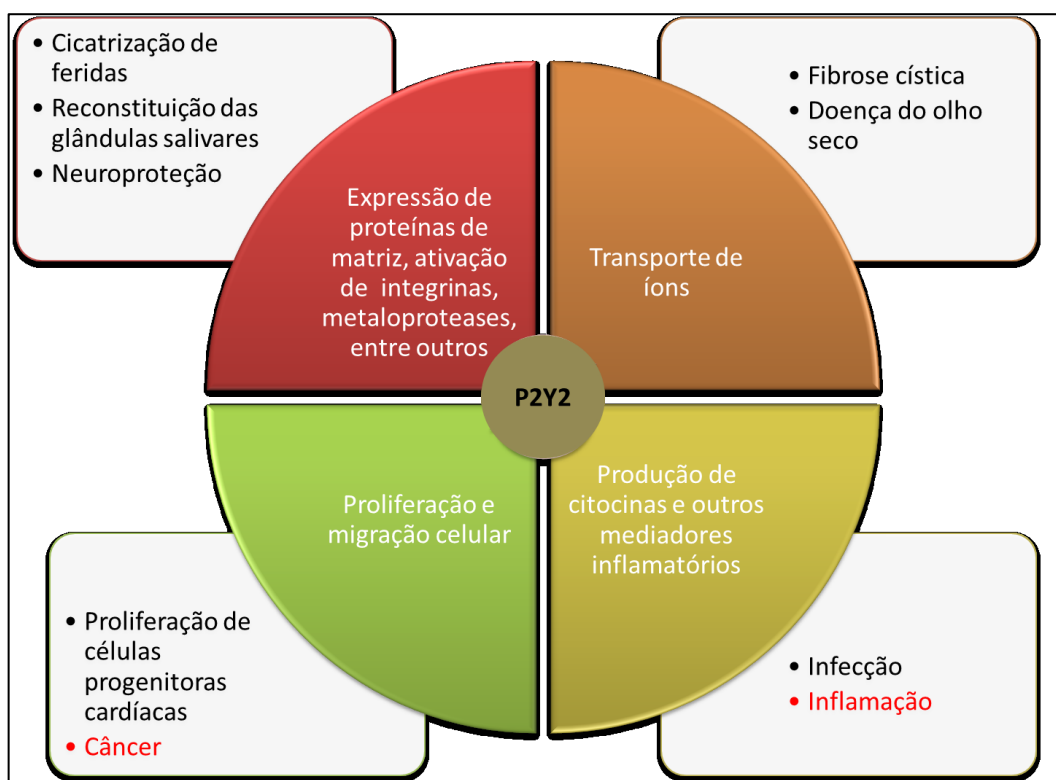 • Cicatrização de
feridas
• Reconstituição das
glândulas salivares
• Neuroproteção
• Fibrose cística
• Doença do olho
seco
Expressão de
proteínas de
matriz, ativação
de integrinas,
metaloproteases,
entre outros
Transporte de
íons
P2Y2
Proliferação e
migração celular
Produção de
citocinas e outros
mediadores
inflamatórios
• Proliferação de
células
progenitoras
cardíacas
• Câncer
• Infecção
• Inflamação